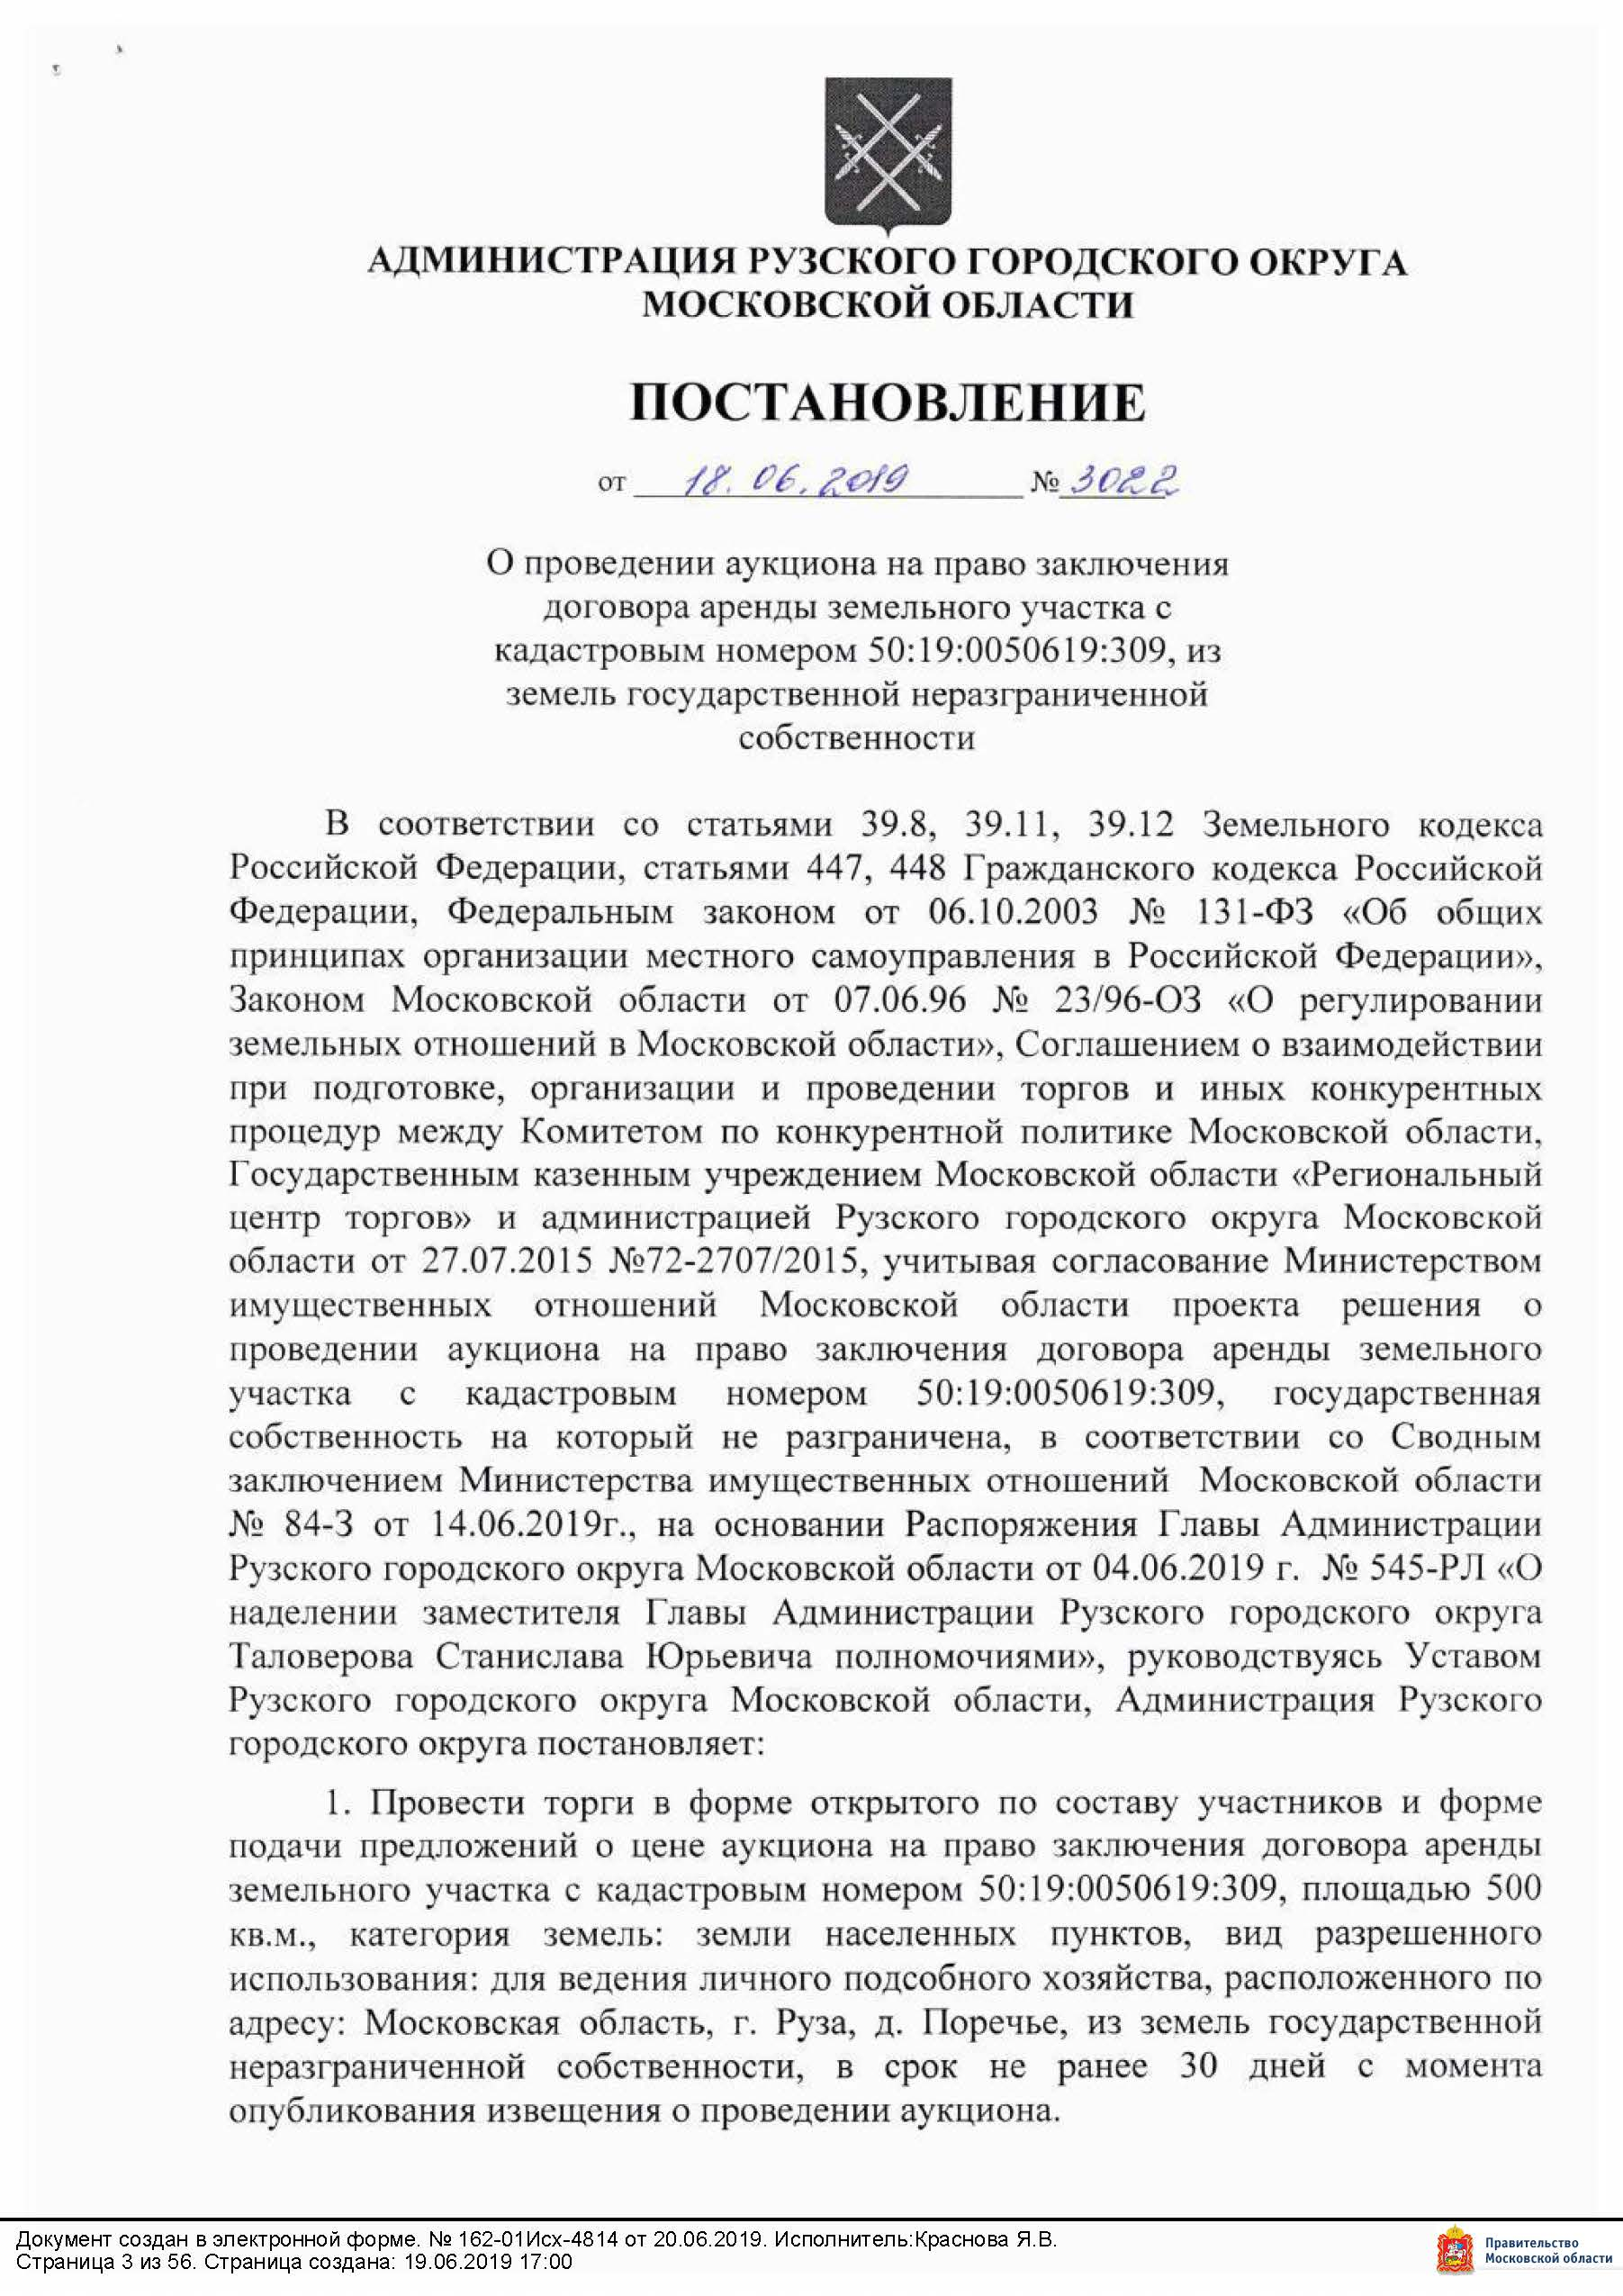 АДМИНИСТРАЦИЯ РУЗСКОГО ГОРОДСКОГО ОКРУГА
МОСКОВСКОЙ ОБЛАСТИ
ПОСТАНОВЛЕНИЕ
от 18.06.2019 № 3022
О проведении аукциона на право заключения
договора аренды земельного участка с
кадастровым номером 50:19:0050619:309, из
земель государственной неразграниченной
собственности
В соответствии со статьями 39.8, 39.11, 39.12 Земельного кодекса
Российской Федерации, статьями 447, 448 Гражданского кодекса Российской
Федерации, Федеральным законом от 06.10.2003 № 131-ФЗ «Об общих
принципах организации местного самоуправления в Российской Федерации»,
Законом Московской области от 07.06.96 № 23/96-ОЗ «О регулировании
земельных отношений в Московской области», Соглашением о взаимодействии
при подготовке, организации и проведении торгов и иных конкурентных
процедур между Комитетом по конкурентной политике Московской области,
Государственным казенным учреждением Московской области «Региональный
центр торгов» и администрацией Рузского городского округа Московской
области от 27.07.2015 №72-2707/2015, учитывая согласование Министерством
имущественных отношений Московской области проекта решения о
проведении аукциона на право заключения договора аренды земельного
участка с кадастровым номером 50:19:0050619:309, государственная
собственность на который не разграничена, в соответствии со Сводным
заключением Министерства имущественных отношений Московской области
№ 84-З от 14.06.2019г., на основании Распоряжения Главы Администрации
Рузского городского округа Московской области от 04.06.2019 г. № 545-РЛ «О
наделении заместителя Главы Администрации Рузского городского округа
Таловерова Станислава Юрьевича полномочиями», руководствуясь Уставом
Рузского городского округа Московской области, Администрация Рузского
городского округа постановляет:
1. Провести торги в форме открытого по составу участников и форме
подачи предложений о цене аукциона на право заключения договора аренды
земельного участка с кадастровым номером 50:19:0050619:309, площадью 500
кв.м., категория земель: земли населенных пунктов, вид разрешенного
использования: для ведения личного подсобного хозяйства, расположенного по
адресу: Московская область, г. Руза, д. Поречье, из земель государственной
неразграниченной собственности, в срок не ранее 30 дней с момента
опубликования извещения о проведении аукциона.
Документ создан в электронной форме. № 162-01Исх-4814 от 20.06.2019. Исполнитель:Краснова Я.В.
Страница 3 из 56. Страница создана: 19.06.2019 17:00
Правительство
Московской области